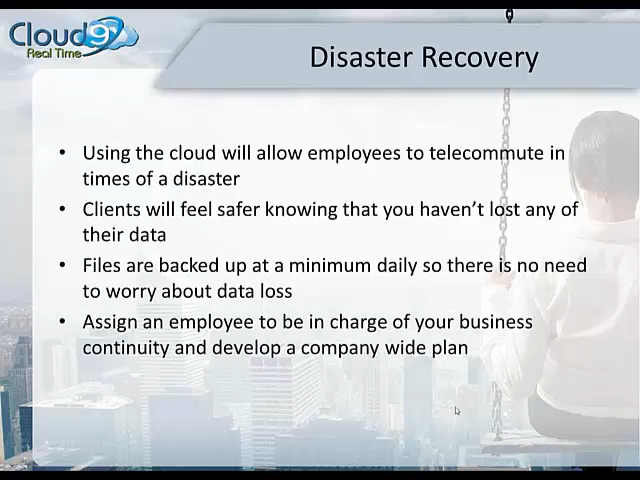 Cloud9
Real Time
Disaster Recovery
• Using the cloud will allow employees to telecommute in
times of a disaster
• Clients will feel safer knowing that you haven't lost any of
their data
• Files are backed up at a minimum daily so there is no need
to worry about data loss
• Assign an employee to be in charge of your business
continuity and develop a company wide plan